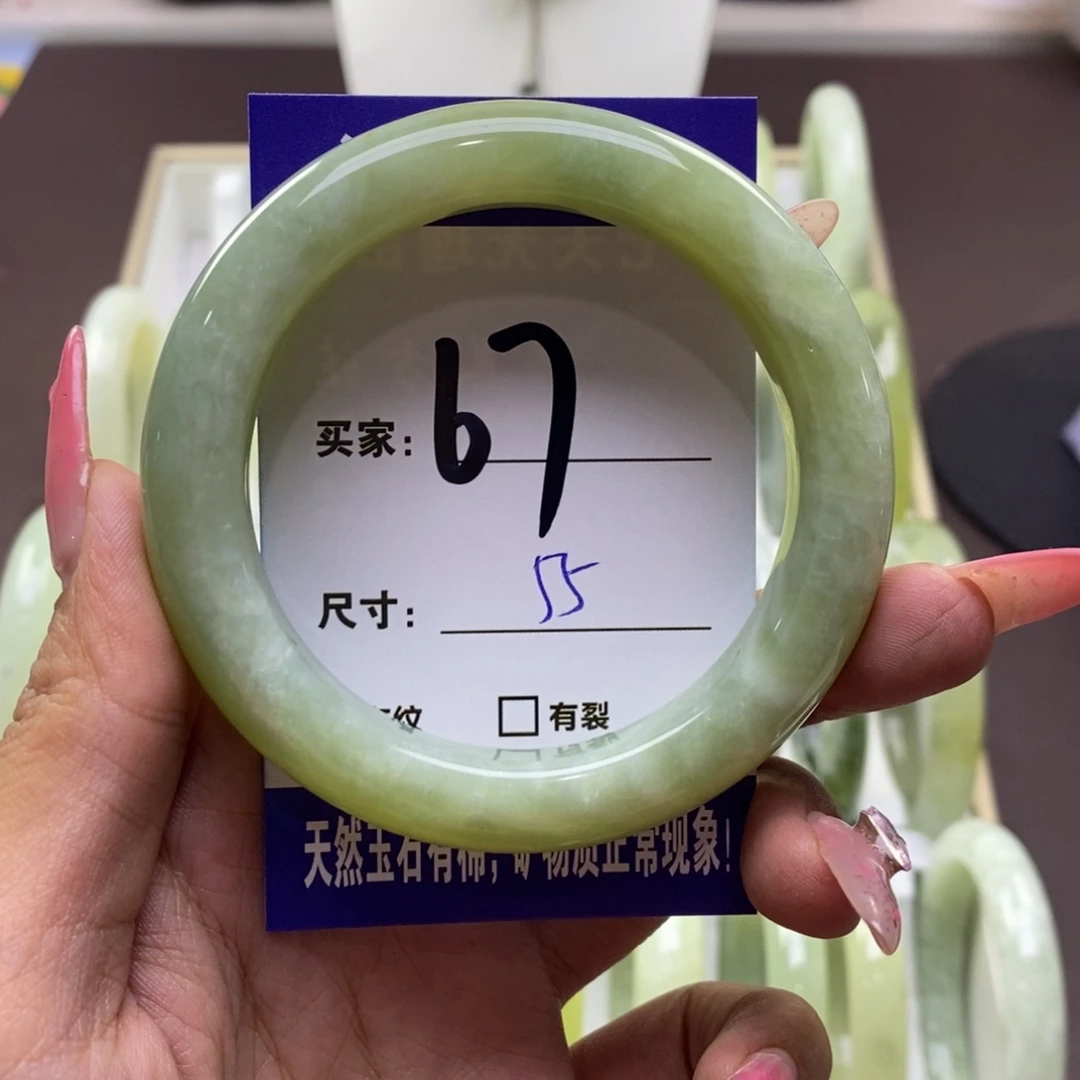 买家: 67
尺寸: 55
纹 □有裂
天然玉石有棉, 矿物质正常现象!